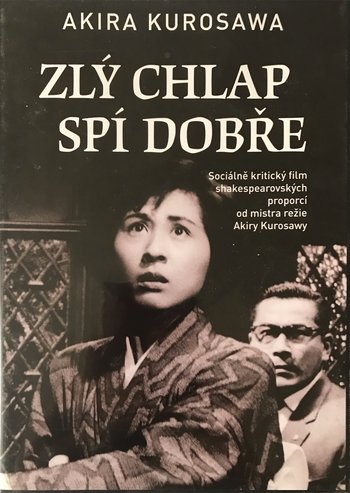 AKIRA KUROSAWA
ZLÝ CHLAP
SPÍ DOBŘE
Sociálně kritický film
shakespearovských
proporcí
od mistra režie
Akiry Kurosawy